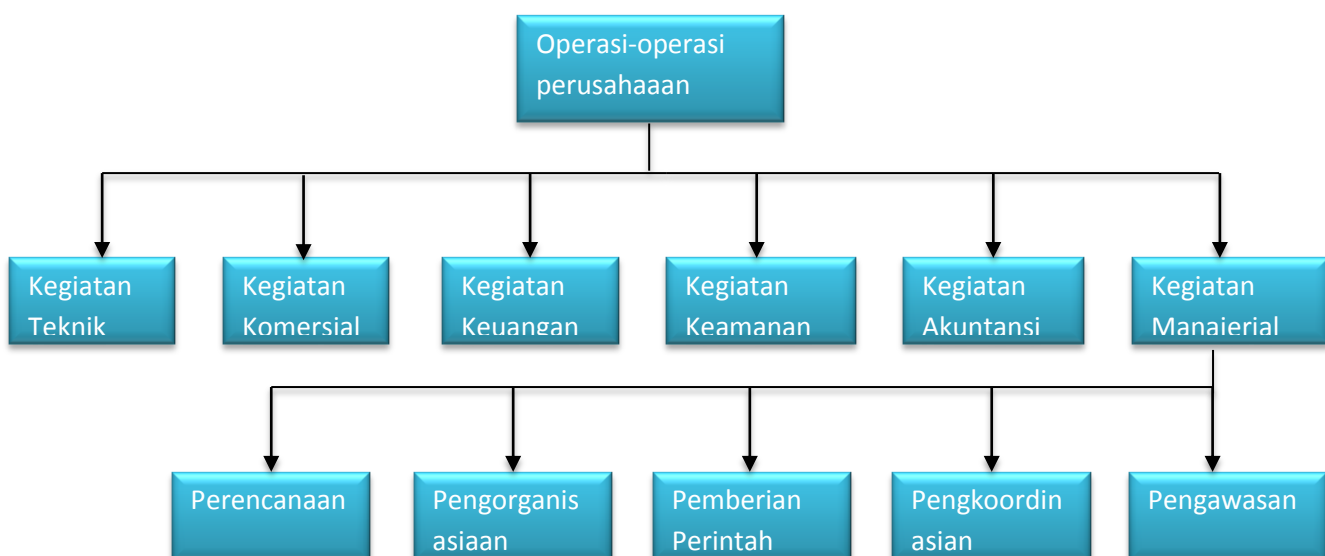 Operasi-operasi
perusahaaan
Kegiatan
Teknik
Kegiatan
Komersial
Kegiatan
Keuangan
Kegiatan
Keamanan
Kegiatan
Akuntansi
Kegiatan
Manajerial
Perencanaan
Pengorganis
asiaan
Pemberian
Perintah
Pengkoordin
asian
Pengawasan